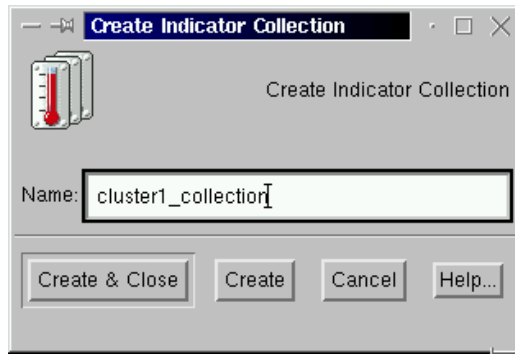 Create Indicator Collection
Create Indicator Collection
Name: cluster1_collection
Create & Close Create Cancel Help...